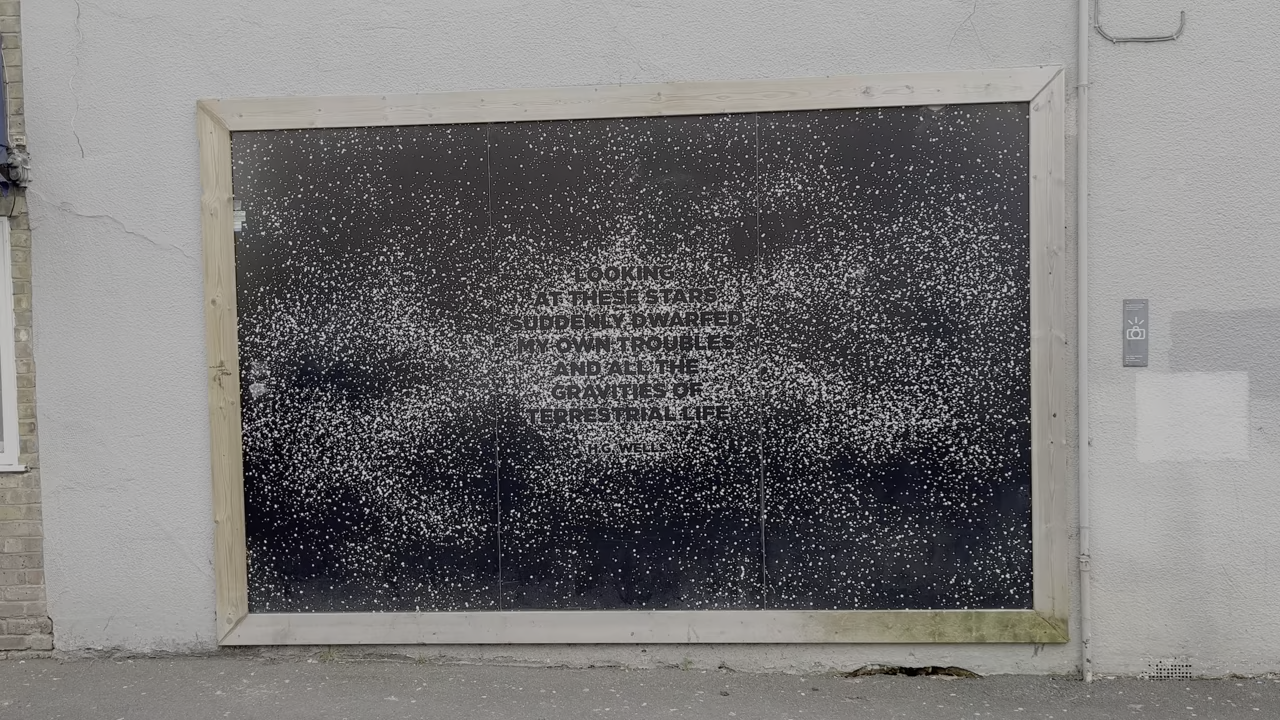 LOOKING
AT THESE STARS
SUDDENLY DWARFED
MY OWN TROUBLES
AND ALL THE
GRAVITIES OF
TERRESTRIAL LIFE
H.G. WELLS